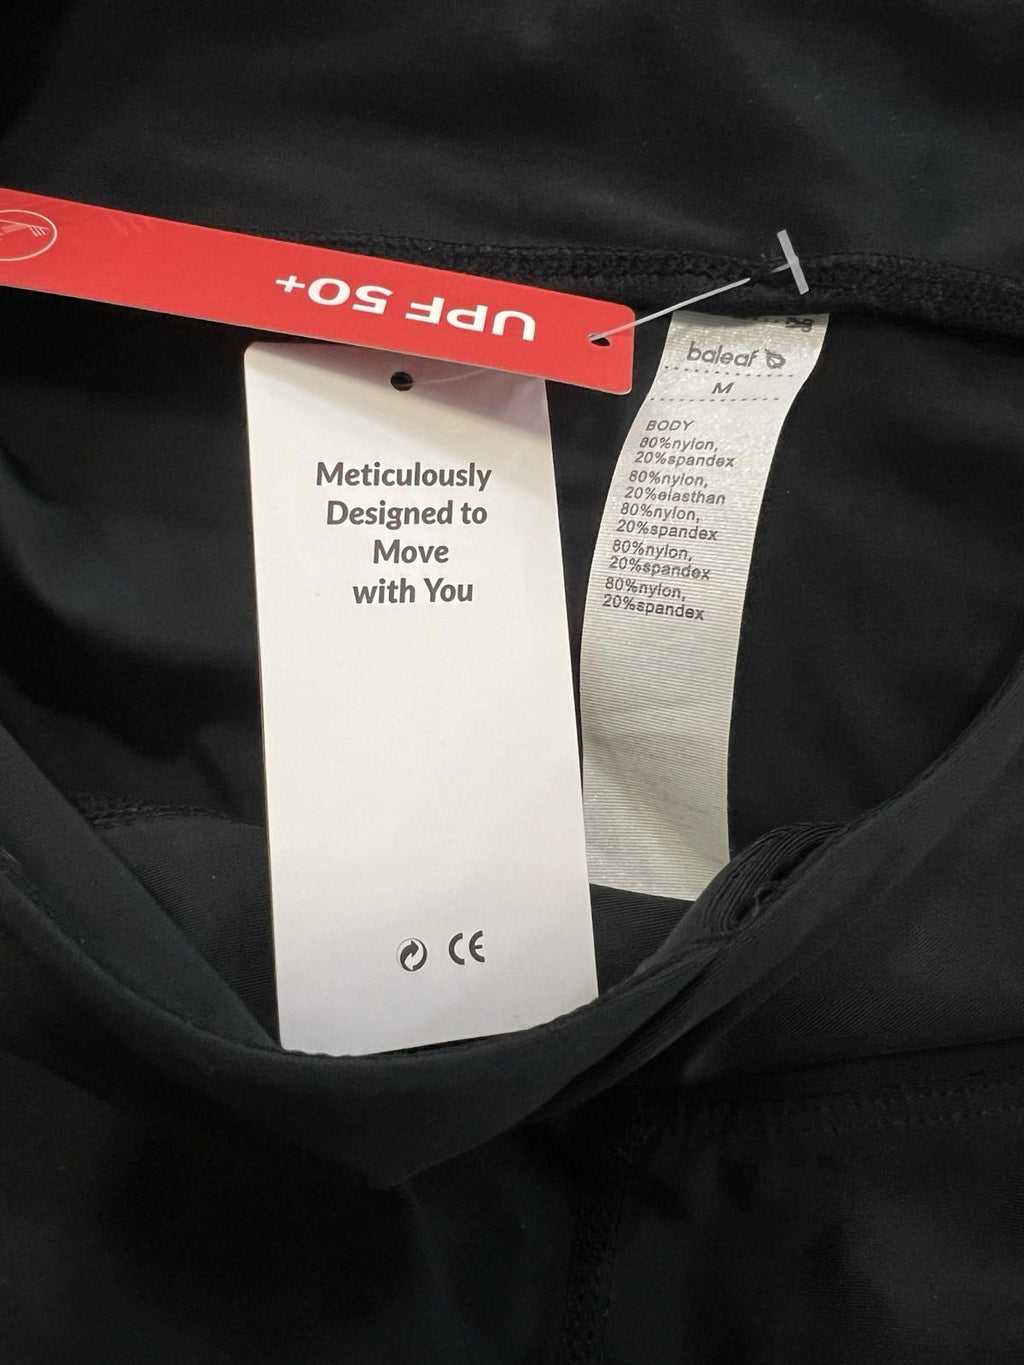 UPF 50+
Meticulously
Designed to
Move
with You
CE
baleaf
M
BODY
80%nylon,
20%spandex
80%nylon,
20%elasthan
80%nylon,
20%spandex
80%nylon,
20%spandex
80%nylon,
20%spandex